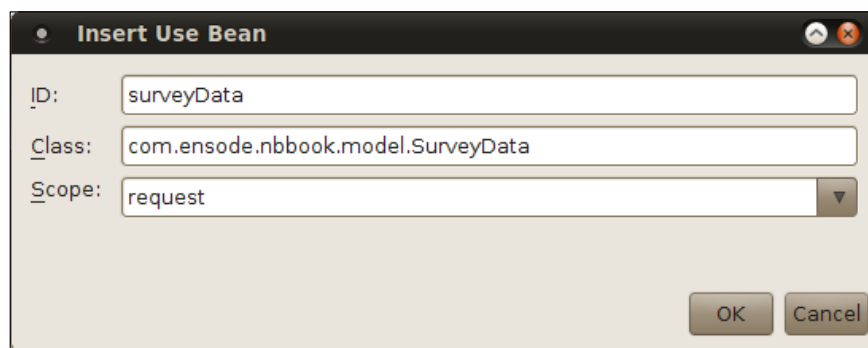 Insert Use Bean
ID: surveyData
Class: com.ensode.nbbook.model.SurveyData
Scope: request
OK Cancel